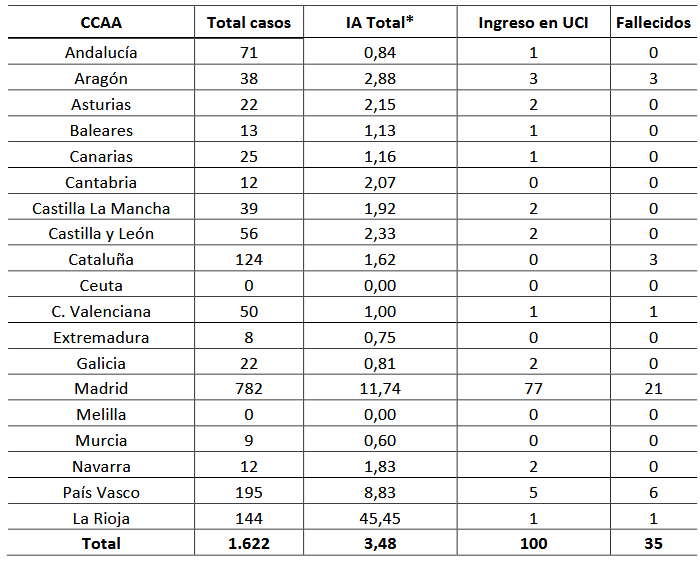 CCAA Total casos IA Total* Ingreso en UCI Fallecidos
Andalucía 71 0,84 1 0
Aragón 38 2,88 3 3
Asturias 22 2,15 2 0
Baleares 13 1,13 1 0
Canarias 25 1,16 1 0
Cantabria 12 2,07 0 0
Castilla La Mancha 39 1,92 2 0
Castilla y León 56 2,33 2 0
Cataluña 124 1,62 0 3
Ceuta 0 0,00 0 0
C. Valenciana 50 1,00 1 1
Extremadura 8 0,75 0 0
Galicia 22 0,81 2 0
Madrid 782 11,74 77 21
Melilla 0 0,00 0 0
Murcia 9 0,60 0 0
Navarra 12 1,83 2 0
País Vasco 195 8,83 5 6
La Rioja 144 45,45 1 1
Total 1.622 3,48 100 35